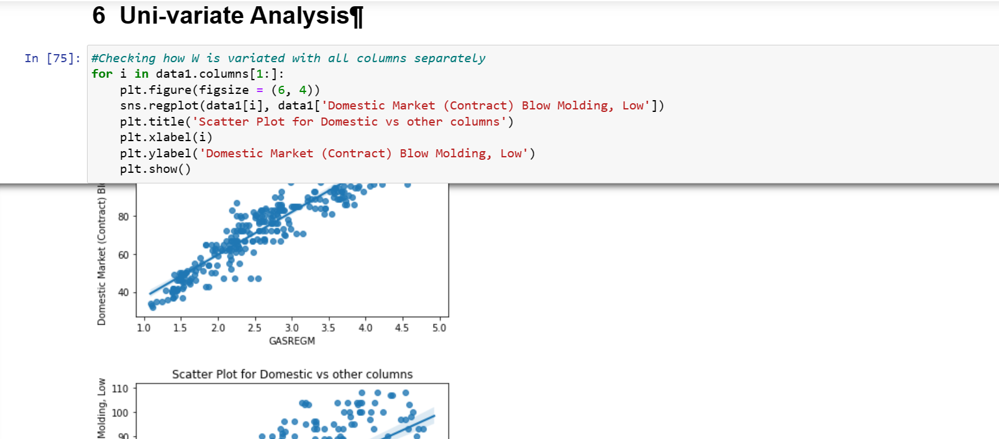 6 Uni-variate Analysis¶
In [75]:
#Checking how W is variated with all columns separately
for i in data1.columns[1:]:
    plt.figure(figsize = (6, 4))
    sns.regplot(data1[i], data1['Domestic Market (Contract) Blow Molding, Low'])
    plt.title('Scatter Plot for Domestic vs other columns')
    plt.xlabel(i)
    plt.ylabel('Domestic Market (Contract) Blow Molding, Low')
    plt.show()
Domestic Market (Contract)
80
60
40
1.0 1.5 2.0 2.5 3.0 3.5 4.0 4.5 5.0
GASREGM
Scatter Plot for Domestic vs other columns
Molding, Low
110
100
90